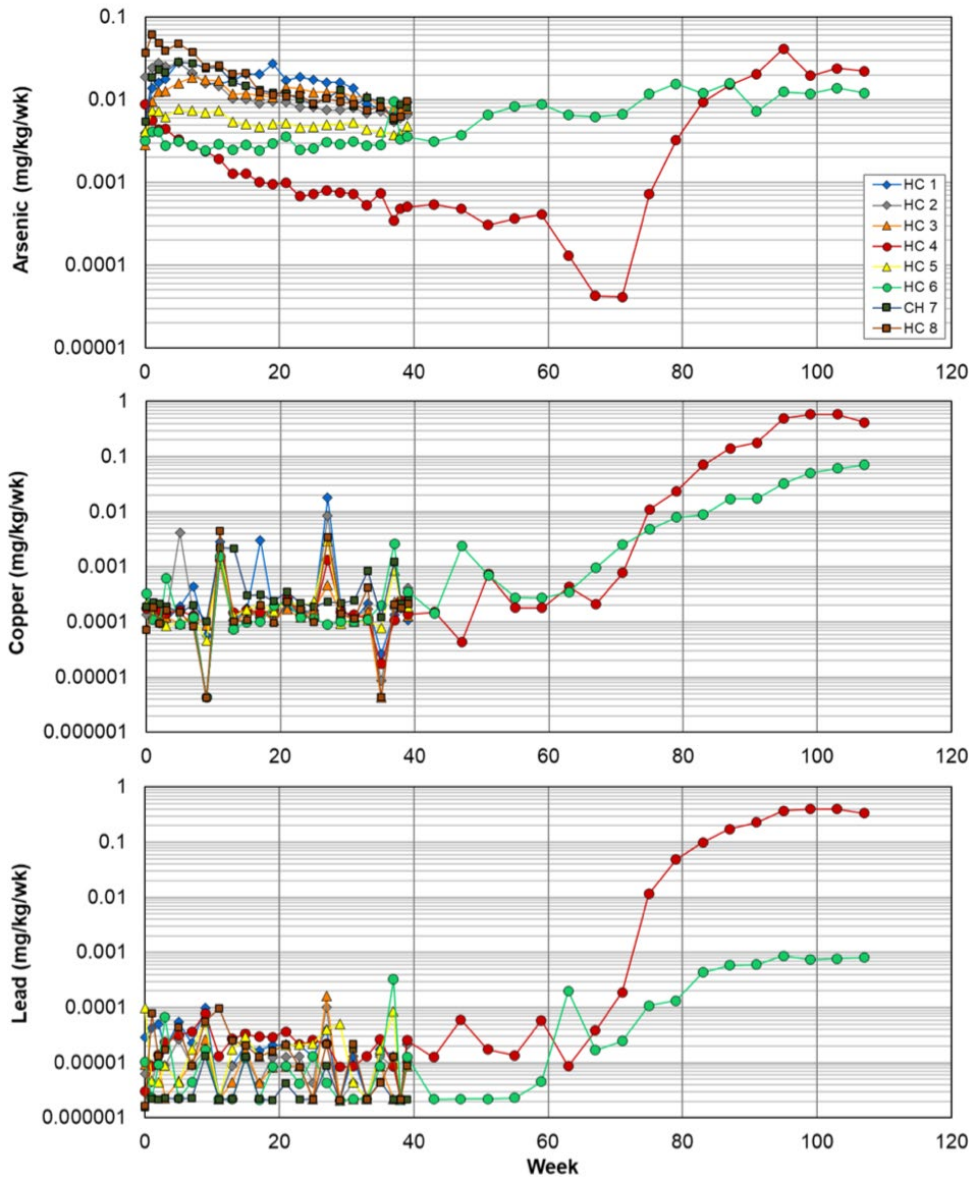 Arsenic (mg/kg/wk)
0.1
0.01
0.001
0.0001
0.00001
0 20 40 60 80 100 120
HC 1
HC 2
HC 3
HC 4
HC 5
HC 6
CH 7
HC 8
Copper (mg/kg/wk)
1
0.1
0.01
0.001
0.0001
0.00001
0.000001
0 20 40 60 80 100 120
Lead (mg/kg/wk)
1
0.1
0.01
0.001
0.0001
0.00001
0.000001
0 20 40 60 80 100 120
Week